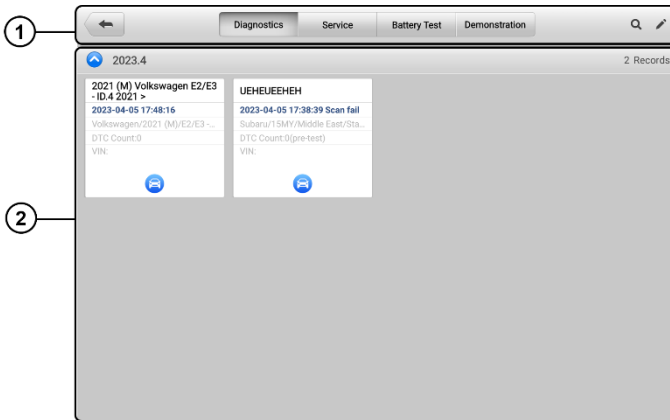 1
Diagnostics Service Battery Test Demonstration
2023.4 2 Records
2021 (M) Volkswagen E2/E3
- ID.4 2021 >
2023-04-05 17:48:16
Volkswagen/2021 (M)/E2/E3 -...
DTC Count:0
VIN:
UEHEUEEHEH
2023-04-05 17:38:39 Scan fail
Subaru/15MY/Middle East/Sta...
DTC Count:0(pre-test)
VIN:
2